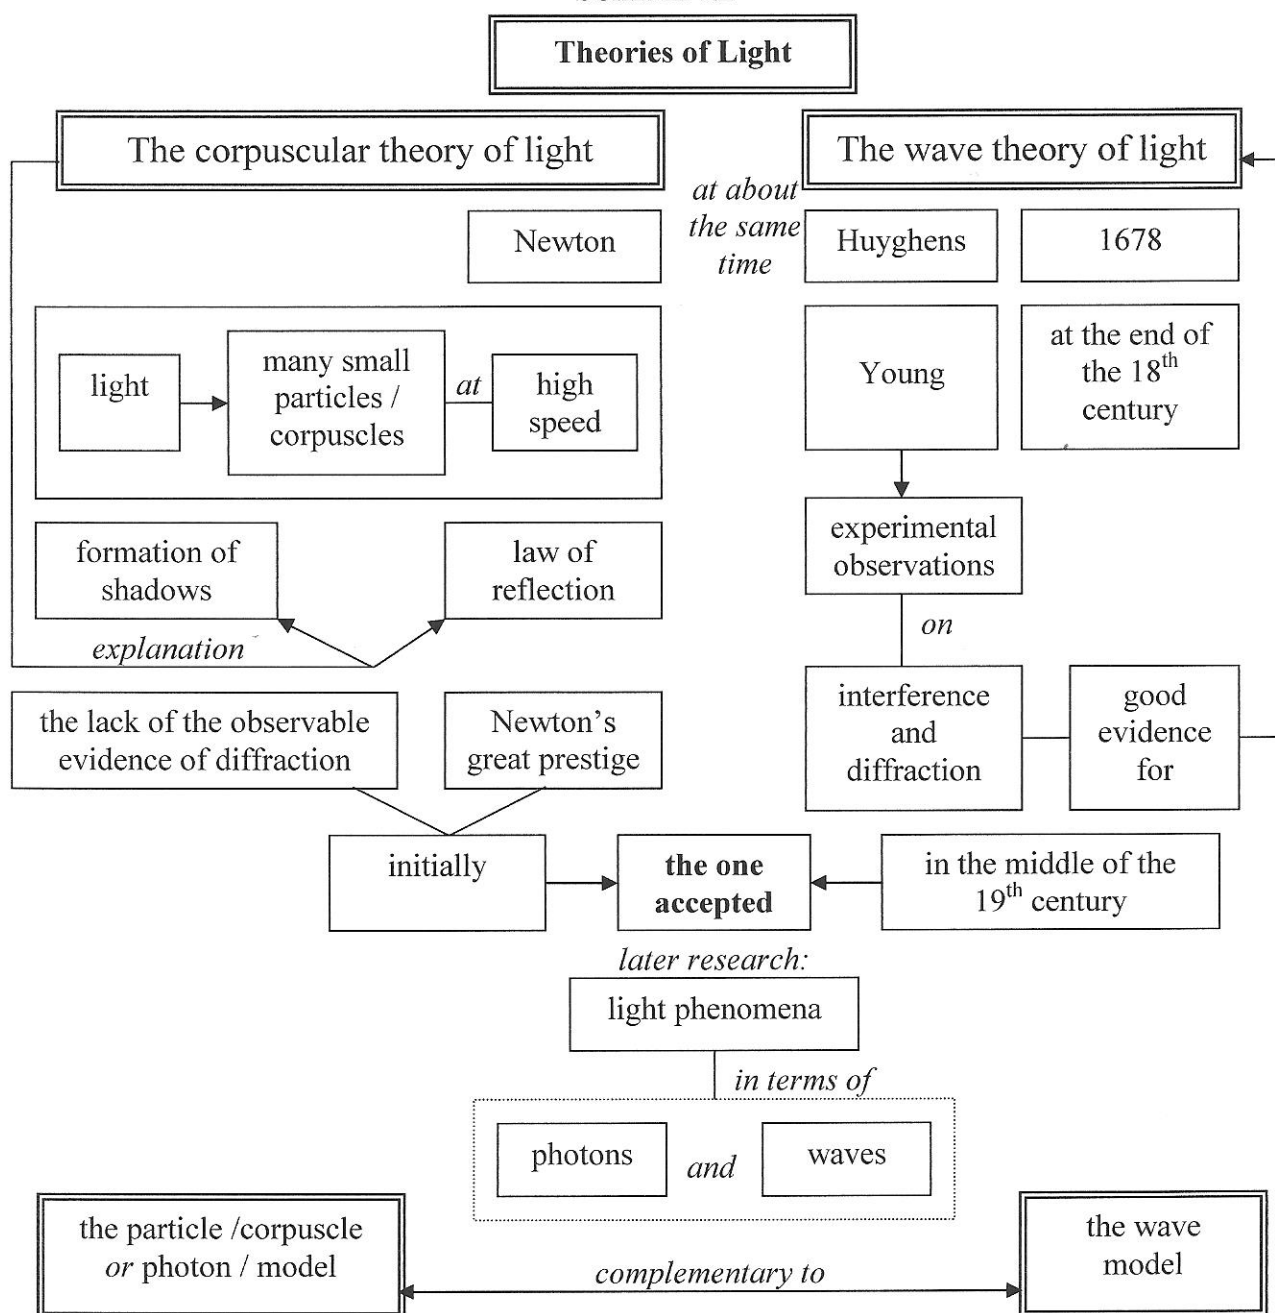 Theories of Light
The corpuscular theory of light
The wave theory of light
at about
the same
time
Newton
Huyghens
1678
light
many small
particles /
corpuscles
at
high
speed
Young
at the end of
the 18th
century
experimental
observations
on
formation of
shadows
law of
reflection
explanation
interference
and
diffraction
good
evidence
for
the lack of the observable
evidence of diffraction
Newton's
great prestige
initially
the one
accepted
in the middle of the
19th century
later research:
light phenomena
in terms of
photons
and
waves
the particle /corpuscle
or photon / model
complementary to
the wave
model